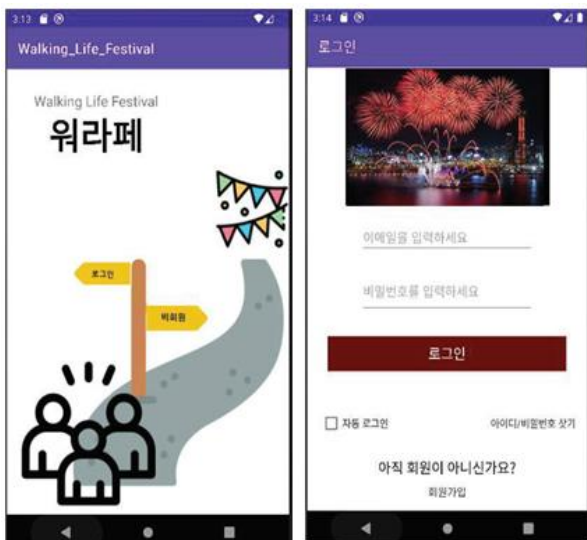 3:13
Walking_Life_Festival
Walking Life Festival
워라페
로그인
비회원
3:14
로그인
이메일을 입력하세요
비밀번호를 입력하세요
로그인
자동 로그인
아이디/비밀번호 찾기
아직 회원이 아니신가요?
회원가입